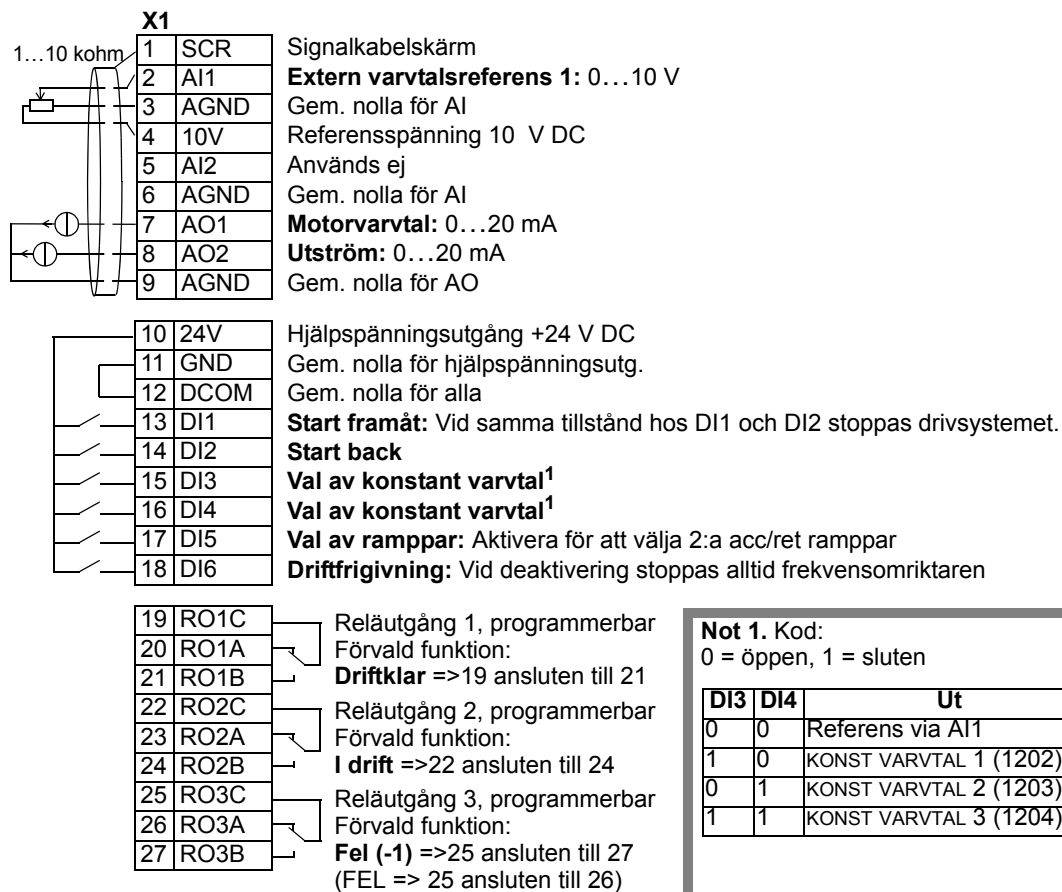 X1
1…10 kohm
1 SCR Signalkabelskärm
2 AI1 Extern varvtalsreferens 1: 0…10 V
3 AGND Gem. nolla för AI
4 10V Referensspänning 10 V DC
5 AI2 Används ej
6 AGND Gem. nolla för AI
7 AO1 Motorvarvtal: 0…20 mA
8 AO2 Utström: 0…20 mA
9 AGND Gem. nolla för AO
10 24V Hjälpspänningsutgång +24 V DC
11 GND Gem. nolla för hjälpspänningsutg.
12 DCOM Gem. nolla för alla
13 DI1 Start framåt: Vid samma tillstånd hos DI1 och DI2 stoppas drivsystemet.
14 DI2 Start back
15 DI3 Val av konstant varvtal1
16 DI4 Val av konstant varvtal1
17 DI5 Val av ramppar: Aktivera för att välja 2:a acc/ret ramppar
18 DI6 Driftfrigivning: Vid deaktivering stoppas alltid frekvensomriktaren
19 RO1C Reläutgång 1, programmerbar
20 RO1A Förvald funktion:
21 RO1B Driftklar =>19 ansluten till 21
22 RO2C Reläutgång 2, programmerbar
23 RO2A Förvald funktion:
24 RO2B I drift =>22 ansluten till 24
25 RO3C Reläutgång 3, programmerbar
26 RO3A Förvald funktion:
27 RO3B Fel (-1) =>25 ansluten till 27
(FEL => 25 ansluten till 26)
Not 1. Kod:
0 = öppen, 1 = sluten
DI3 DI4 Ut
0 0 Referens via AI1
1 0 KONST VARVTAL 1 (1202)
0 1 KONST VARVTAL 2 (1203)
1 1 KONST VARVTAL 3 (1204)